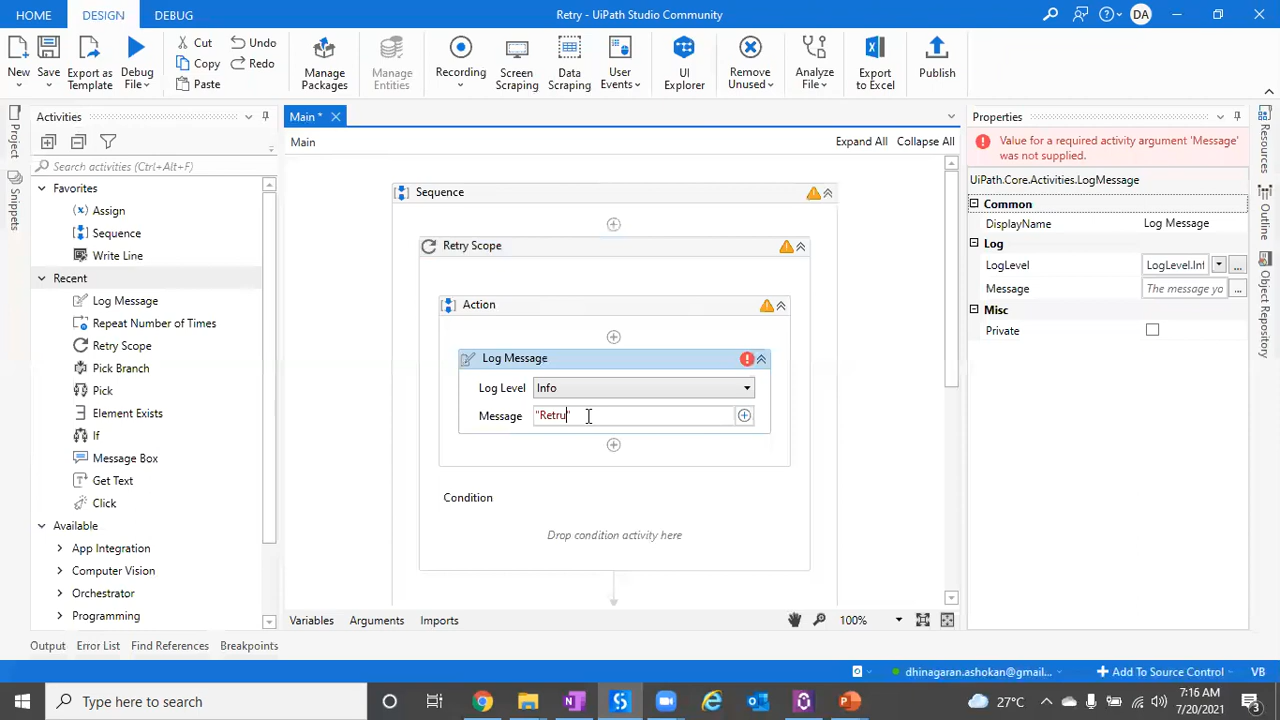 HOME DESIGN DEBUG Retry - UiPath Studio Community DA
New Save Export as Template Debug File Cut Copy Paste Undo Redo Manage Packages Manage Entities Recording Screen Scraping Data Scraping User Events UI Explorer Remove Unused Analyze File Export to Excel Publish
Activities
Search activities (Ctrl+Alt+F)
Favorites
Assign
Sequence
Write Line
Recent
Log Message
Repeat Number of Times
Retry Scope
Pick Branch
Pick
Element Exists
If
Message Box
Get Text
Click
Available
App Integration
Computer Vision
Orchestrator
Programming
Project
Snippets
Main *
Main Expand All Collapse All
Sequence
Retry Scope
Action
Log Message
Log Level Info
Message "Retru"
Condition
Drop condition activity here
Variables Arguments Imports 100%
Properties
Value for a required activity argument 'Message'
was not supplied.
UiPath.Core.Activities.LogMessage
Common
DisplayName Log Message
Log
LogLevel LogLevel.Inf ...
Message The message yo ...
Misc
Private
Resources
Outline
Object Repository
Output Error List Find References Breakpoints
dhinagaran.ashokan@gmail... Add To Source Control VB
Type here to search
27°C
7:16 AM
7/20/2021
3